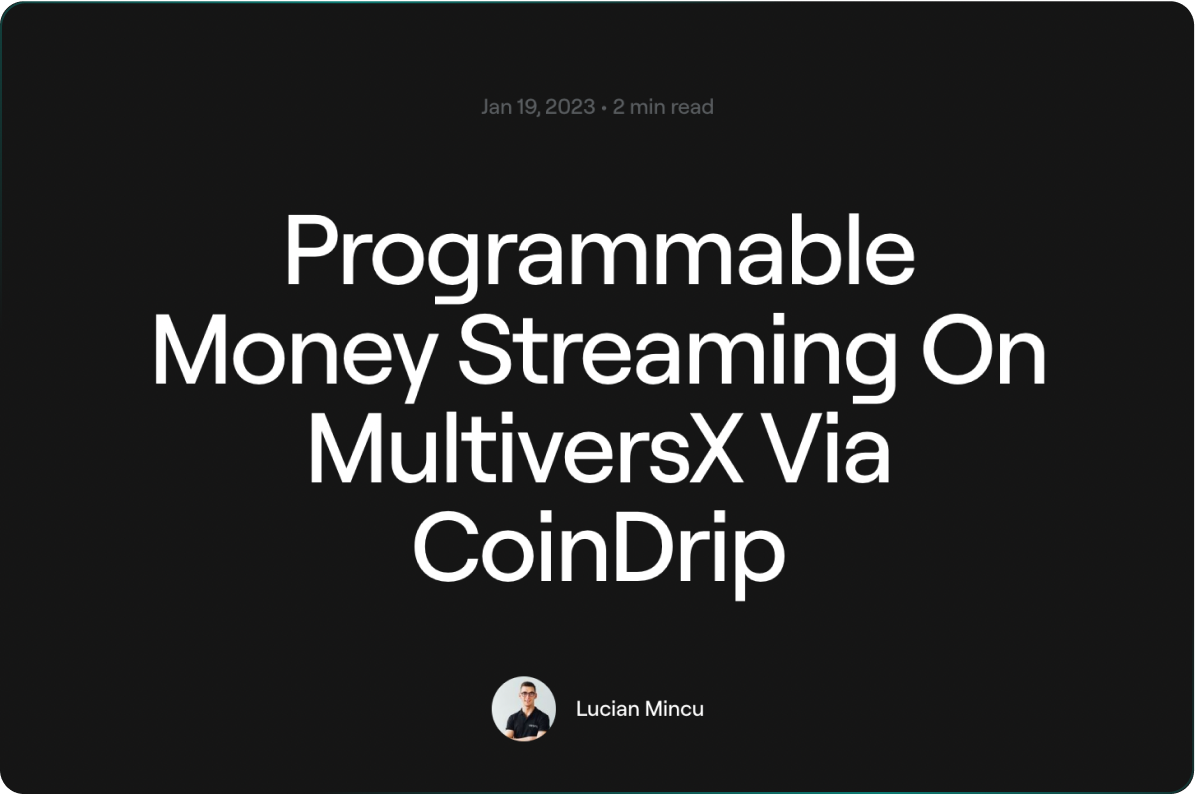 Jan 19, 2023 • 2 min read
Programmable
Money Streaming On
MultiversX Via
CoinDrip
Lucian Mincu